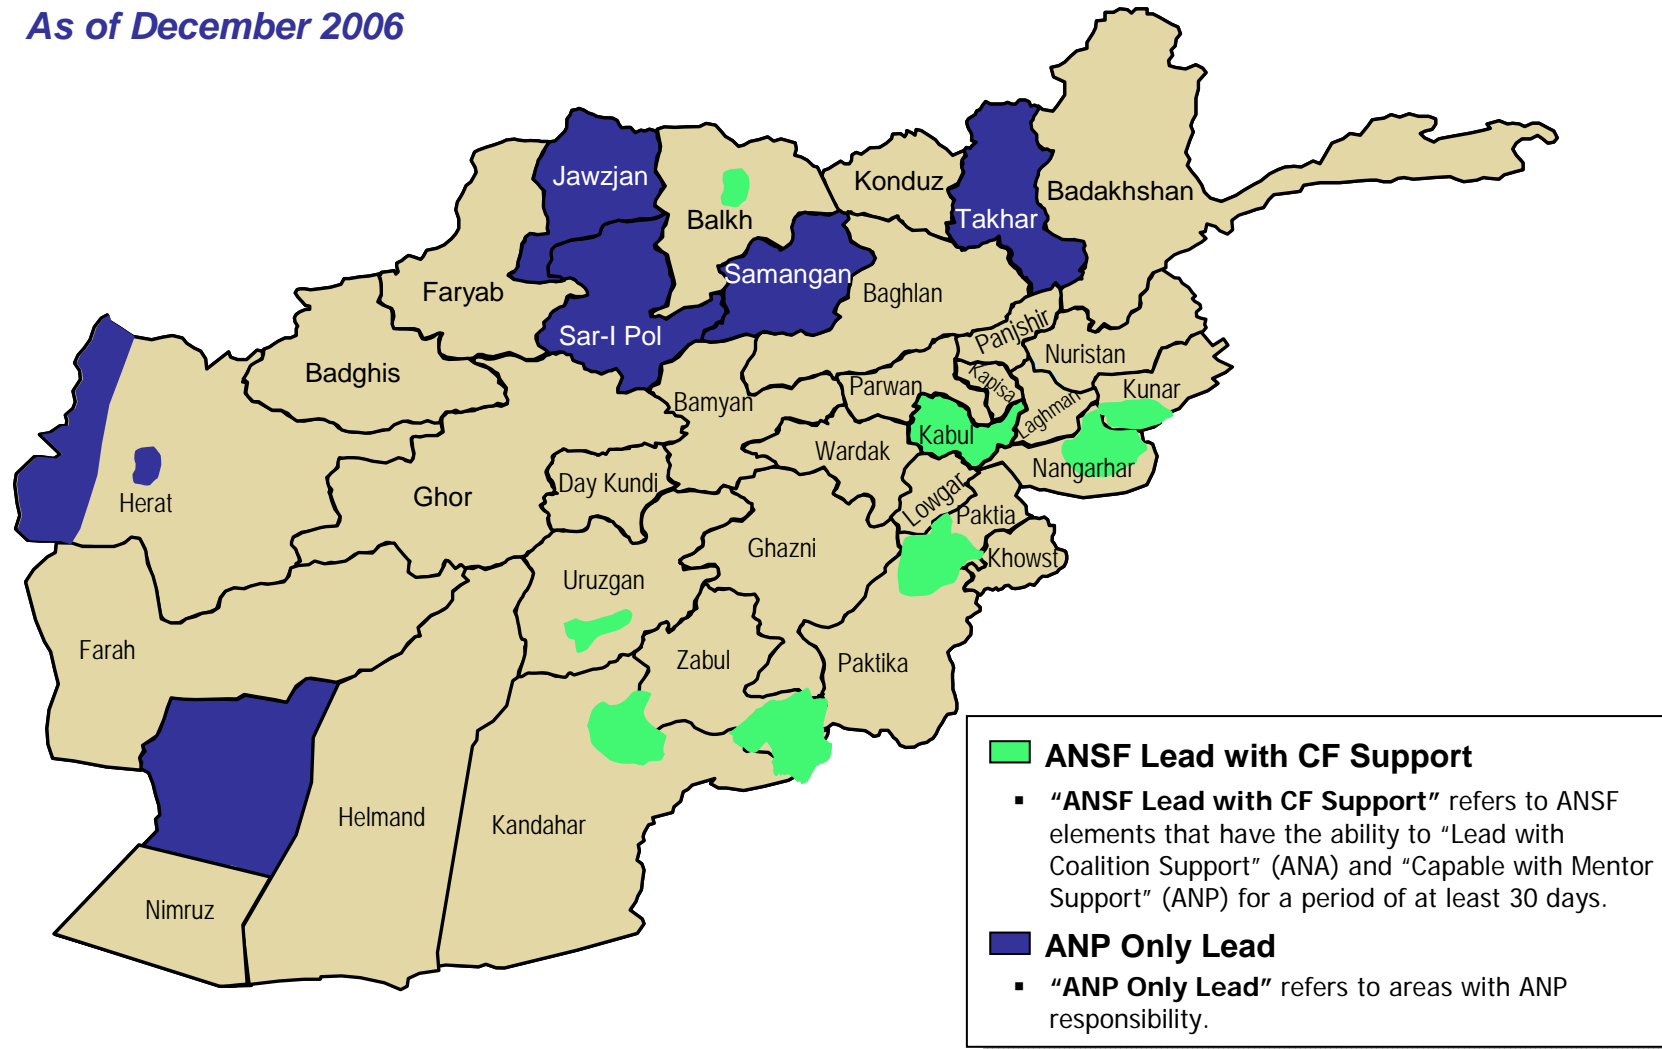 As of December 2006
Jawzjan
Balkh
Konduz
Takhar
Badakhshan
Faryab
Samangan
Baghlan
Sar-I Pol
Panjshir
Nuristan
Badghis
Bamyan
Parwan
Kapisa
Kunar
Laghman
Kabul
Wardak
Nangarhar
Herat
Ghor
Day Kundi
Lowgar
Paktia
Ghazni
Khowst
Uruzgan
Farah
Zabul
Paktika
Helmand
Kandahar
Nimruz
ANSF Lead with CF Support
▪ “ANSF Lead with CF Support” refers to ANSF
elements that have the ability to “Lead with
Coalition Support” (ANA) and “Capable with Mentor
Support” (ANP) for a period of at least 30 days.
ANP Only Lead
▪ “ANP Only Lead” refers to areas with ANP
responsibility.